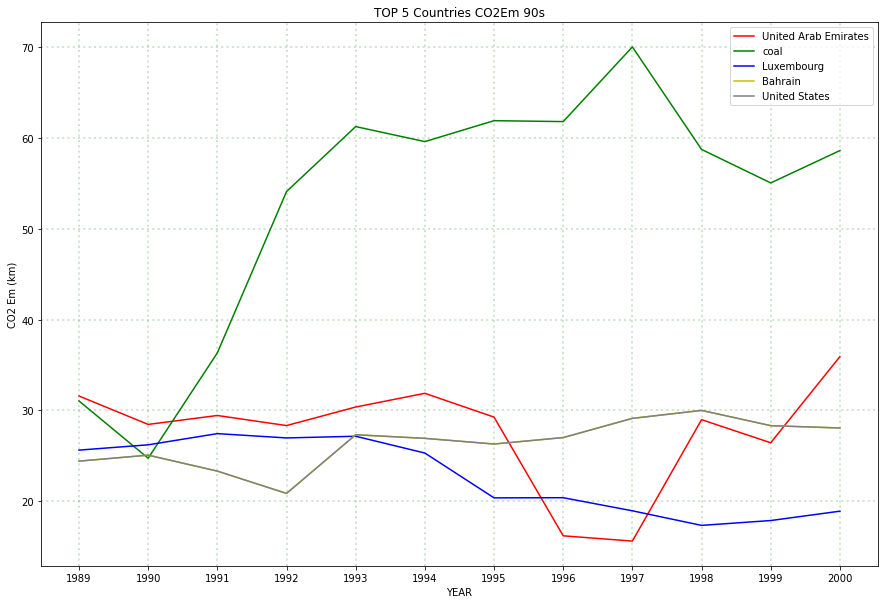 TOP 5 Countries CO2Em 90s
United Arab Emirates
coal
Luxembourg
Bahrain
United States
CO2 Em (km)
70
60
50
40
30
20
1989 1990 1991 1992 1993 1994 1995 1996 1997 1998 1999 2000
YEAR